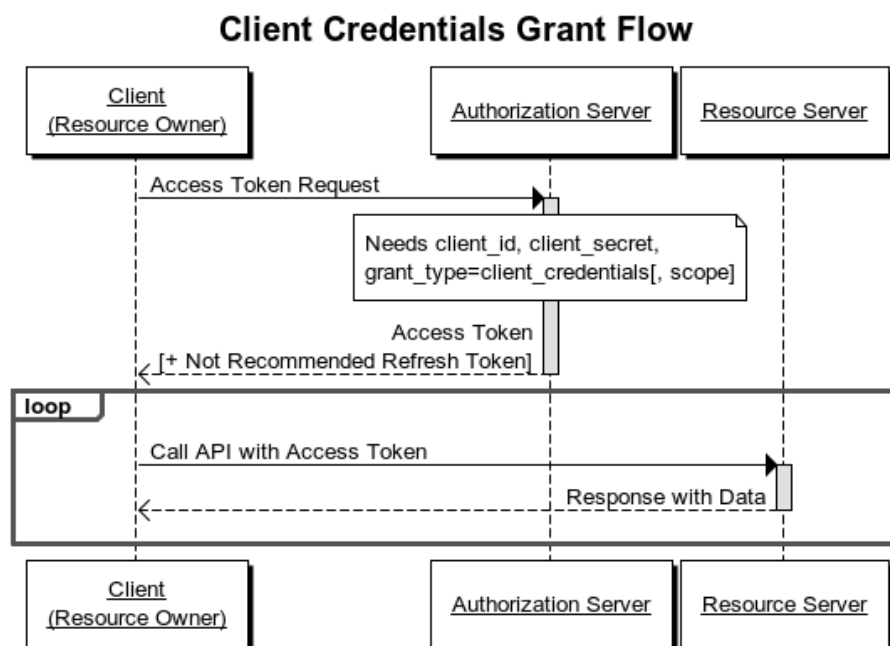 Client Credentials Grant Flow
Client
(Resource Owner)
Authorization Server
Resource Server
Access Token Request
Needs client_id, client_secret,
grant_type=client_credentials[, scope]
Access Token
[+ Not Recommended Refresh Token]
loop
Call API with Access Token
Response with Data
Client
(Resource Owner)
Authorization Server
Resource Server